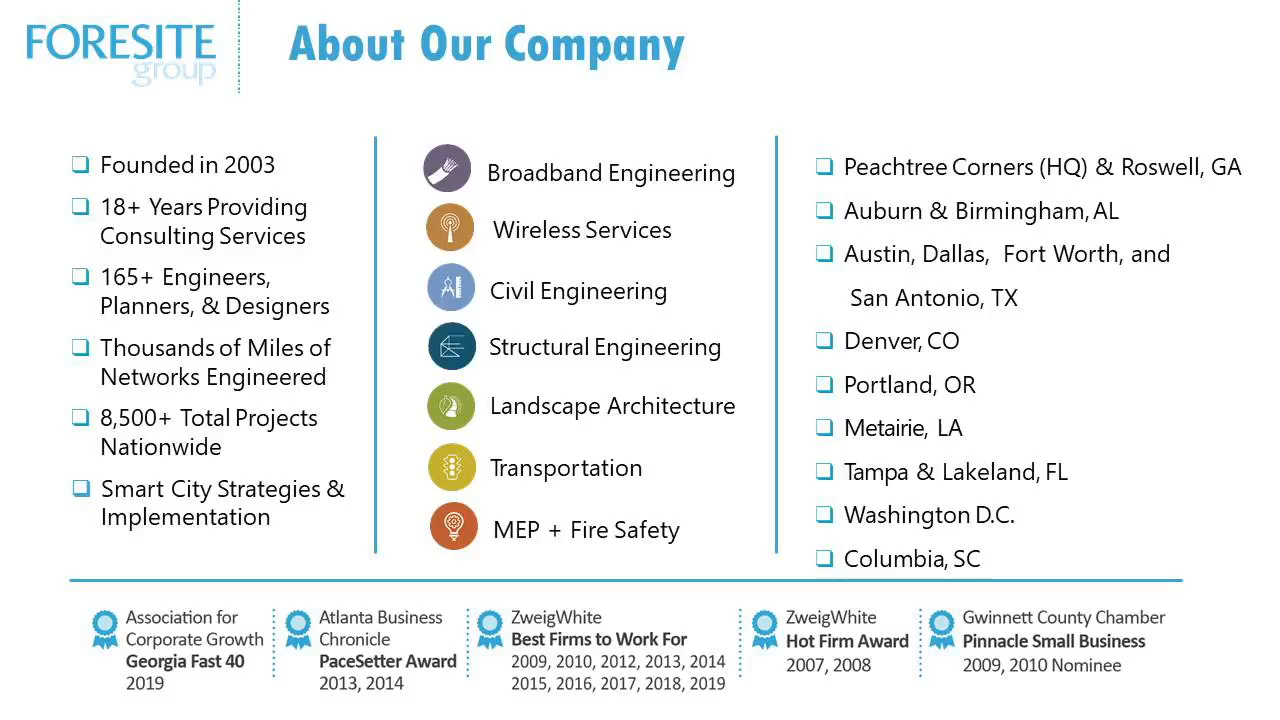 FORESITE
group
About Our Company
Founded in 2003
18+ Years Providing
Consulting Services
165+ Engineers,
Planners, & Designers
Thousands of Miles of
Networks Engineered
8,500+ Total Projects
Nationwide
Smart City Strategies &
Implementation
Broadband Engineering
Wireless Services
Civil Engineering
Structural Engineering
Landscape Architecture
Transportation
MEP + Fire Safety
Peachtree Corners (HQ) & Roswell, GA
Auburn & Birmingham, AL
Austin, Dallas, Fort Worth, and
San Antonio, TX
Denver, CO
Portland, OR
Metairie, LA
Tampa & Lakeland, FL
Washington D.C.
Columbia, SC
Association for
Corporate Growth
Georgia Fast 40
2019
Atlanta Business
Chronicle
PaceSetter Award
2013, 2014
ZweigWhite
Best Firms to Work For
2009, 2010, 2012, 2013, 2014
2015, 2016, 2017, 2018, 2019
ZweigWhite
Hot Firm Award
2007, 2008
Gwinnett County Chamber
Pinnacle Small Business
2009, 2010 Nominee